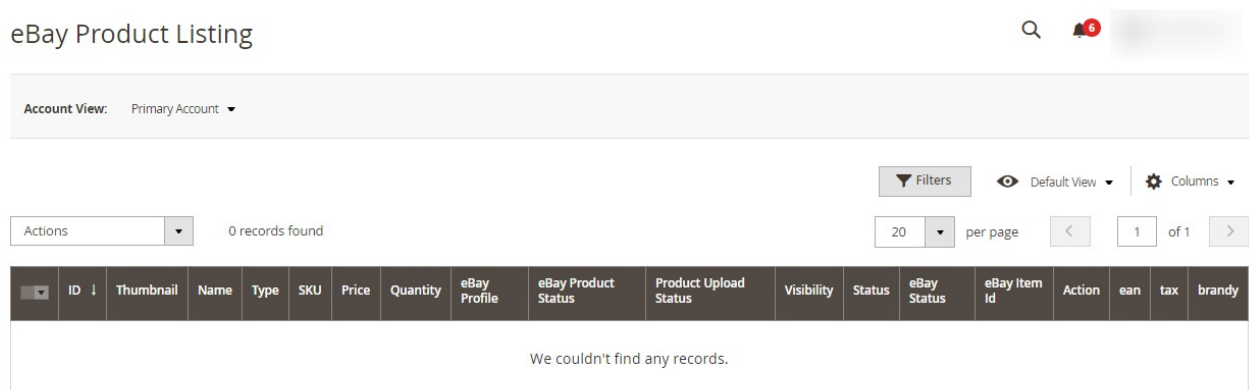 eBay Product Listing
6
Account View: Primary Account
Filters Default View Columns
Actions 0 records found 20 per page 1 of 1
ID Thumbnail Name Type SKU Price Quantity eBay Profile eBay Product Status Product Upload Status Visibility Status eBay Status eBay Item Id Action ean tax brandy
We couldn't find any records.